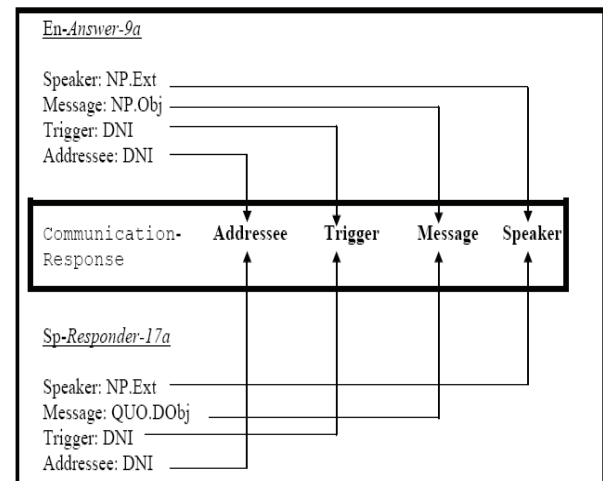 En-Answer-9a
Speaker: NP.Ext
Message: NP.Obj
Trigger: DNI
Addressee: DNI
Communication-
Response
Addressee Trigger Message Speaker
Sp-Responder-17a
Speaker: NP.Ext
Message: QUO.DObj
Trigger: DNI
Addressee: DNI